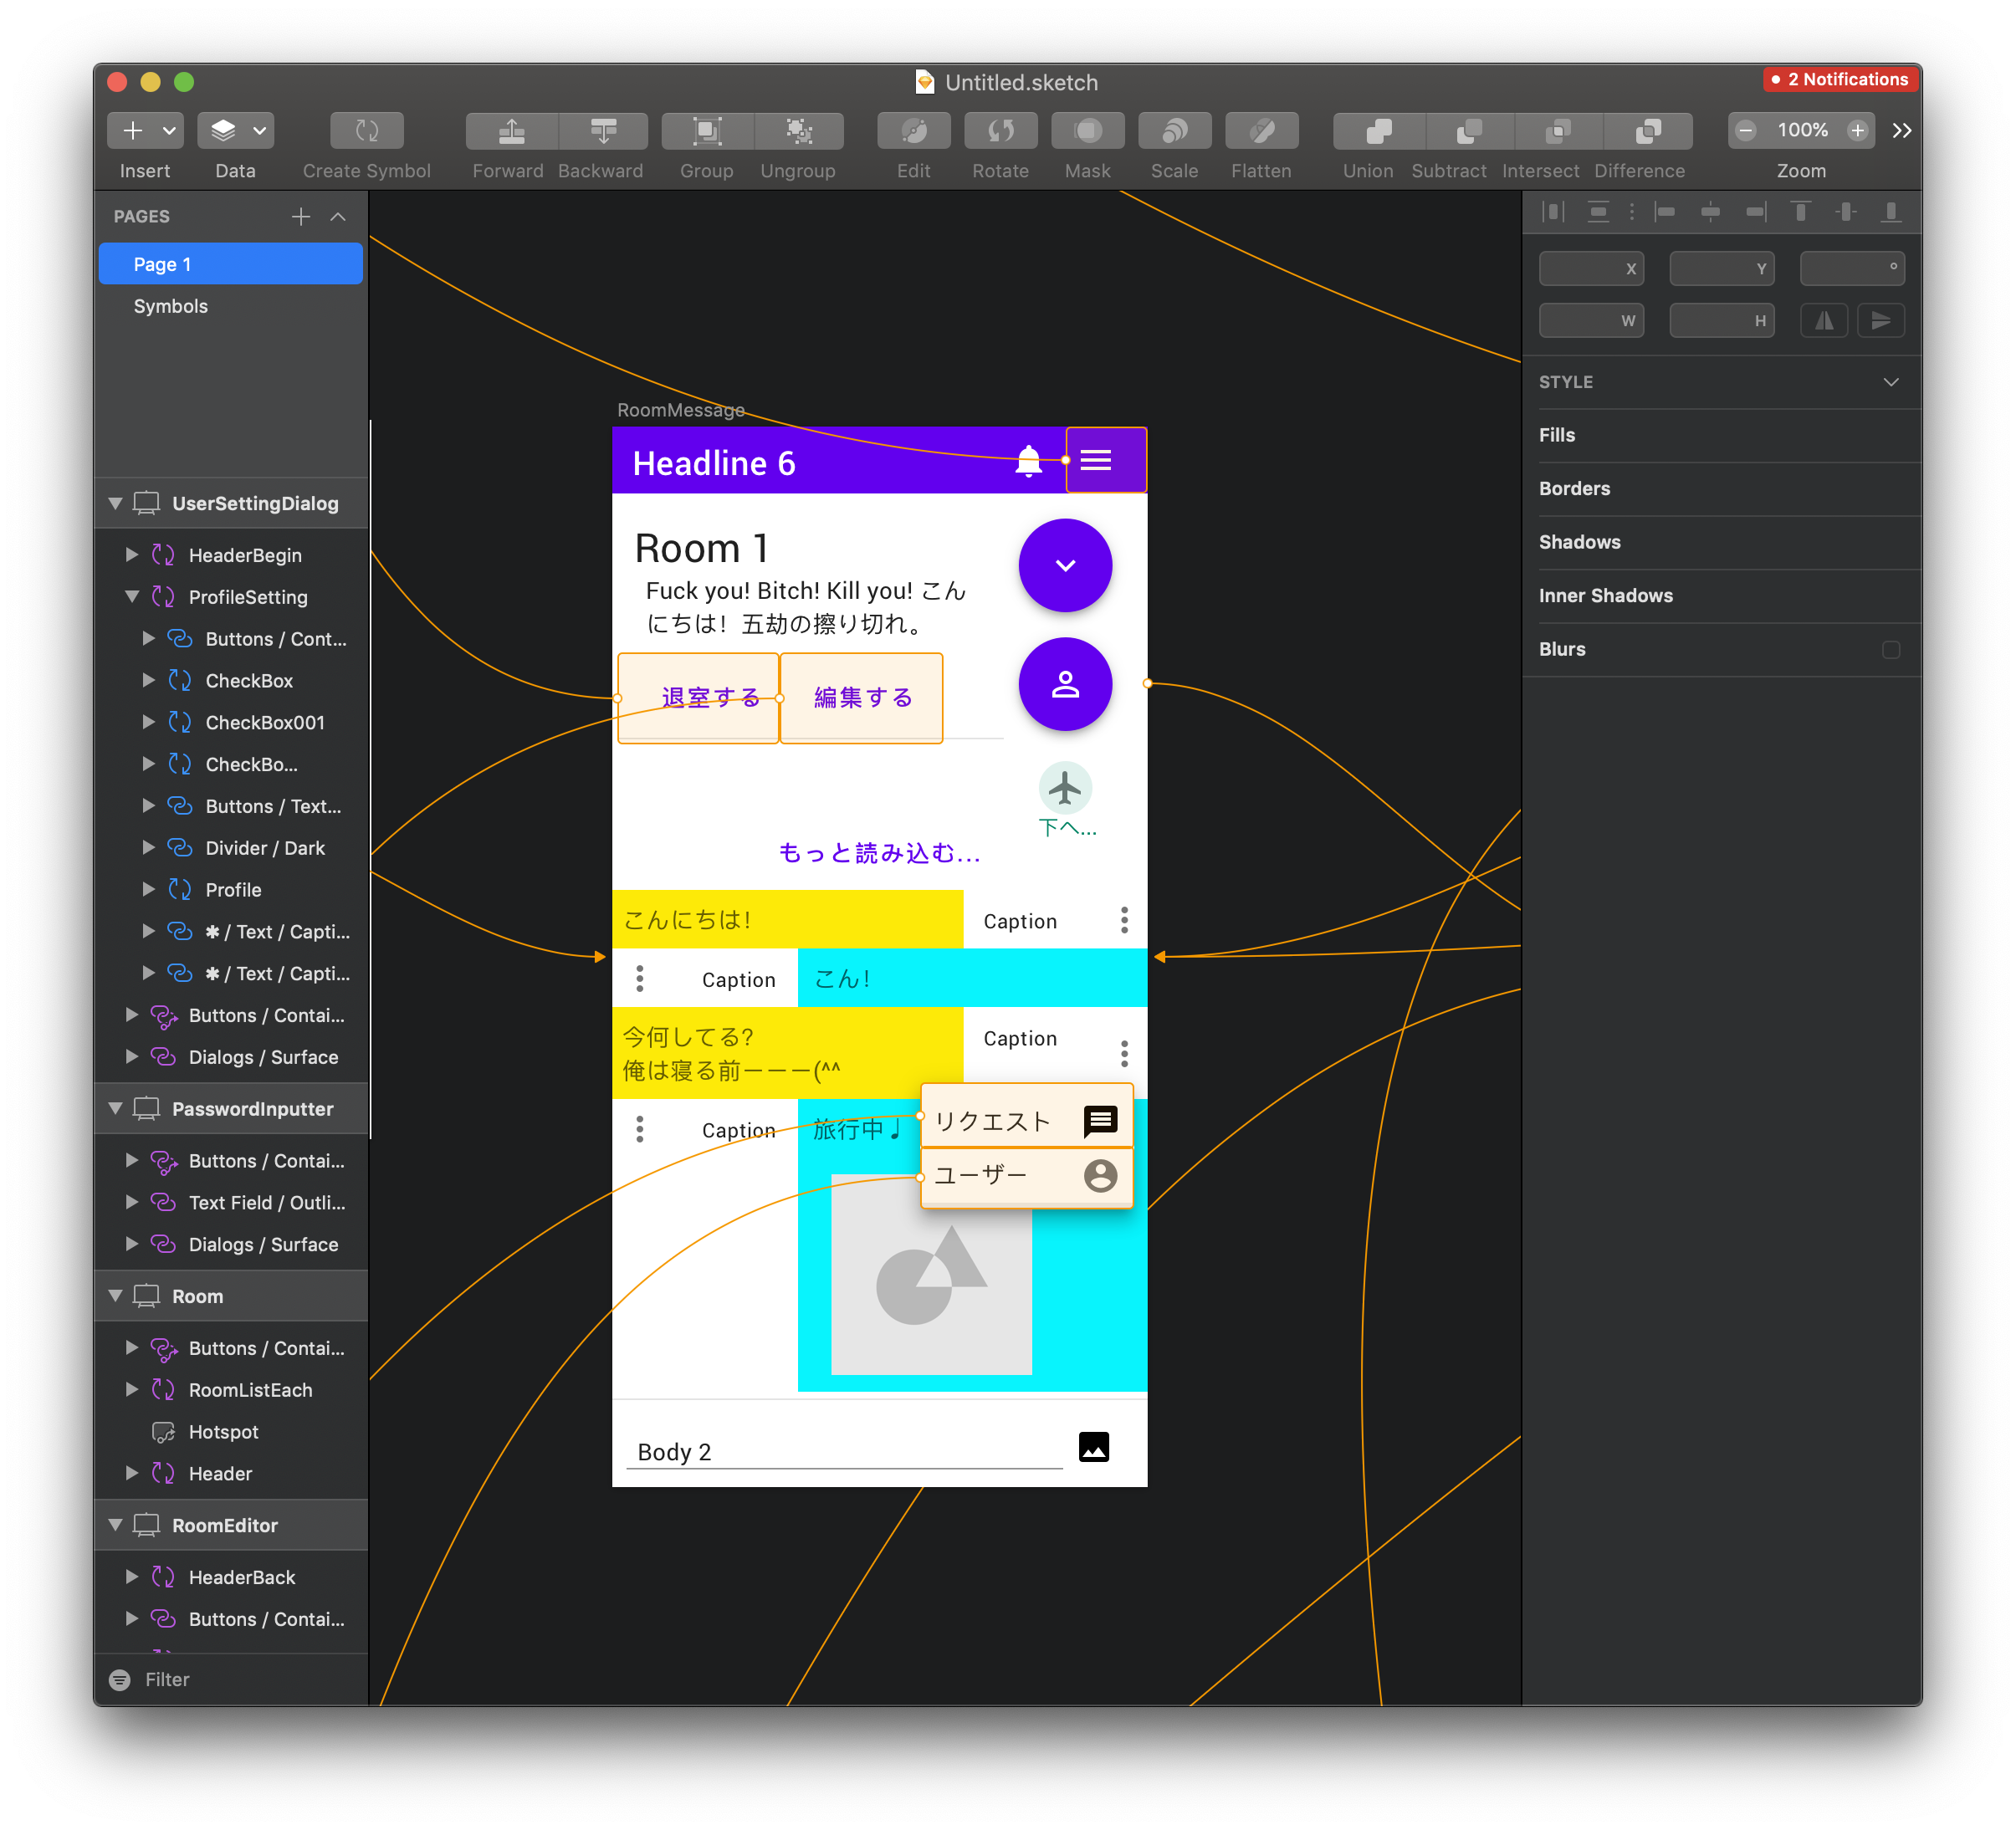 Untitled.sketch
2 Notifications
100%
Insert
Data
Create Symbol
Forward
Backward
Group
Ungroup
Edit
Rotate
Mask
Scale
Flatten
Union
Subtract
Intersect
Difference
Zoom
PAGES
Page 1
Symbols
UserSettingDialog
HeaderBegin
ProfileSetting
Buttons / Cont...
CheckBox
CheckBox001
CheckBo...
Buttons / Text...
Divider / Dark
Profile
✱ / Text / Capti...
✱ / Text / Capti...
Buttons / Contai...
Dialogs / Surface
PasswordInputter
Buttons / Contai...
Text Field / Outli...
Dialogs / Surface
Room
Buttons / Contai...
RoomListEach
Hotspot
Header
RoomEditor
HeaderBack
Buttons / Contai...
Filter
RoomMessage
Headline 6
Room 1
Fuck you! Bitch! Kill you! こん
にちは！五劫の擦り切れ。
退室する
編集する
下へ...
もっと読み込む...
こんにちは！
Caption
Caption
こん！
今何してる？
俺は寝る前ーーー(^^
Caption
Caption
旅行中♩
リクエスト
ユーザー
Body 2
X
Y
°
W
H
STYLE
Fills
Borders
Shadows
Inner Shadows
Blurs